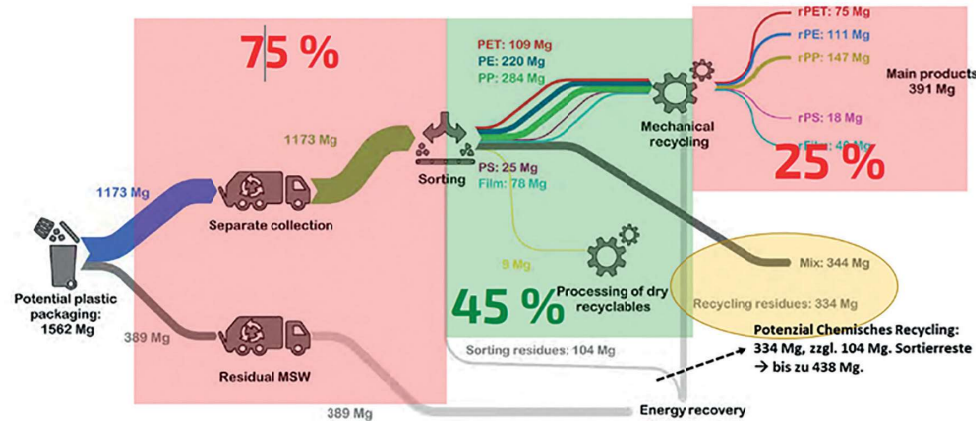 75 %
PET: 109 Mg
PE: 220 Mg
PP: 284 Mg
rPET: 75 Mg
rPE: 111 Mg
rPP: 147 Mg
Main products
391 Mg
Mechanical
recycling
rPS: 18 Mg
25 %
1173 Mg
Sorting
PS: 25 Mg
Film: 78 Mg
1173 Mg
Separate collection
Potential plastic
packaging:
1562 Mg
389 Mg
Residual MSW
389 Mg
45 %
Processing of dry
recyclables
Mix: 344 Mg
Recycling residues: 334 Mg
Sorting residues: 104 Mg
Potenzial Chemisches Recycling:
334 Mg, zzgl. 104 Mg. Sortierreste
→ bis zu 438 Mg.
Energy recovery